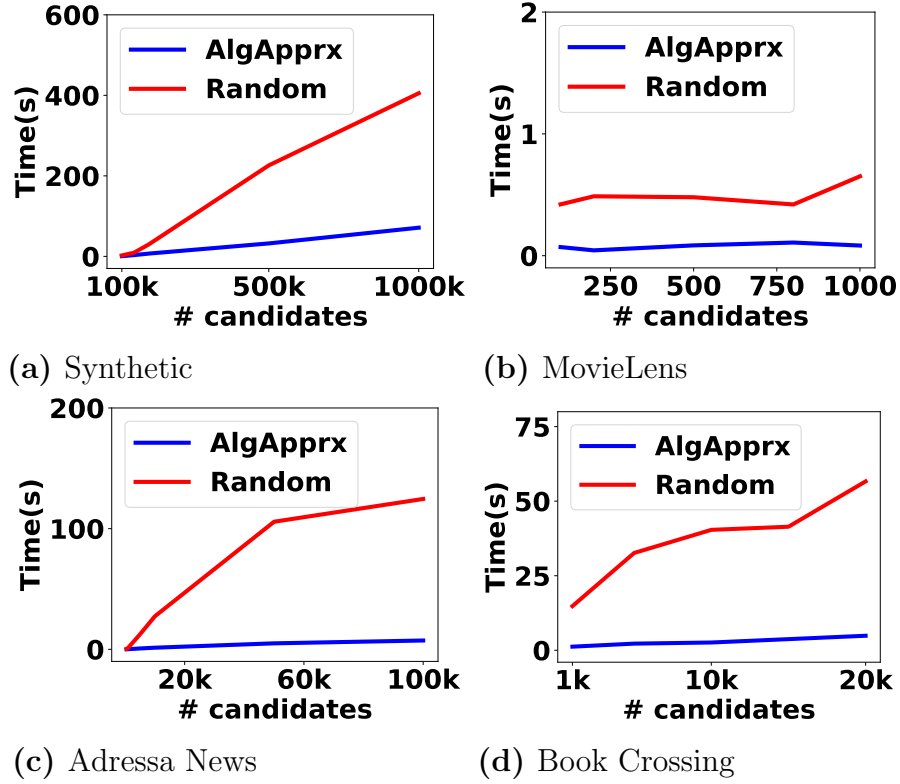 600
400
200
0
Time(s)
AlgApprx
Random
100k 500k 1000k
# candidates
(a) Synthetic
2
1
0
Time(s)
AlgApprx
Random
250 500 750 1000
# candidates
(b) MovieLens
200
100
0
Time(s)
AlgApprx
Random
20k 60k 100k
# candidates
(c) Adressa News
75
50
25
0
Time(s)
AlgApprx
Random
1k 10k 20k
# candidates
(d) Book Crossing